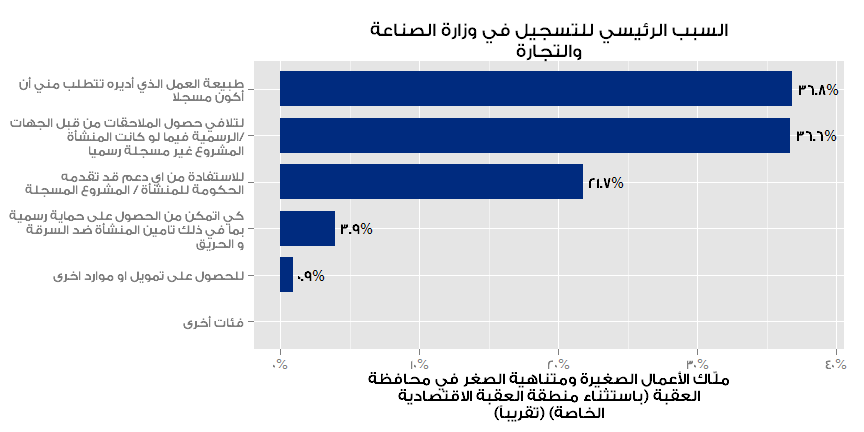 السبب الرئيسي للتسجيل في وزارة الصناعة
والتجارة
طبيعة العمل الذي أديره تتطلب مني أن
أكون مسجلا
٣٦.٨%
لتلافي حصول الملاحقات من قبل الجهات
الرسمية فيما لو كانت المنشأة/
المشروع غير مسجلة رسميا
٣٦.٦%
للاستفادة من اي دعم قد تقدمه
الحكومة للمنشأة / المشروع المسجلة
٢١.٧%
كي اتمكن من الحصول على حماية رسمية
بما في ذلك تامين المنشأة ضد السرقة
و الحريق
٣.٩%
للحصول على تمويل او موارد اخرى
٠.٩%
فئات أخرى
٠% ١٠% ٢٠% ٣٠% ٤٠%
ملّاك الأعمال الصغيرة ومتناهية الصغر في محافظة
العقبة (باستثناء منطقة العقبة الاقتصادية
الخاصة) (تقريباً)